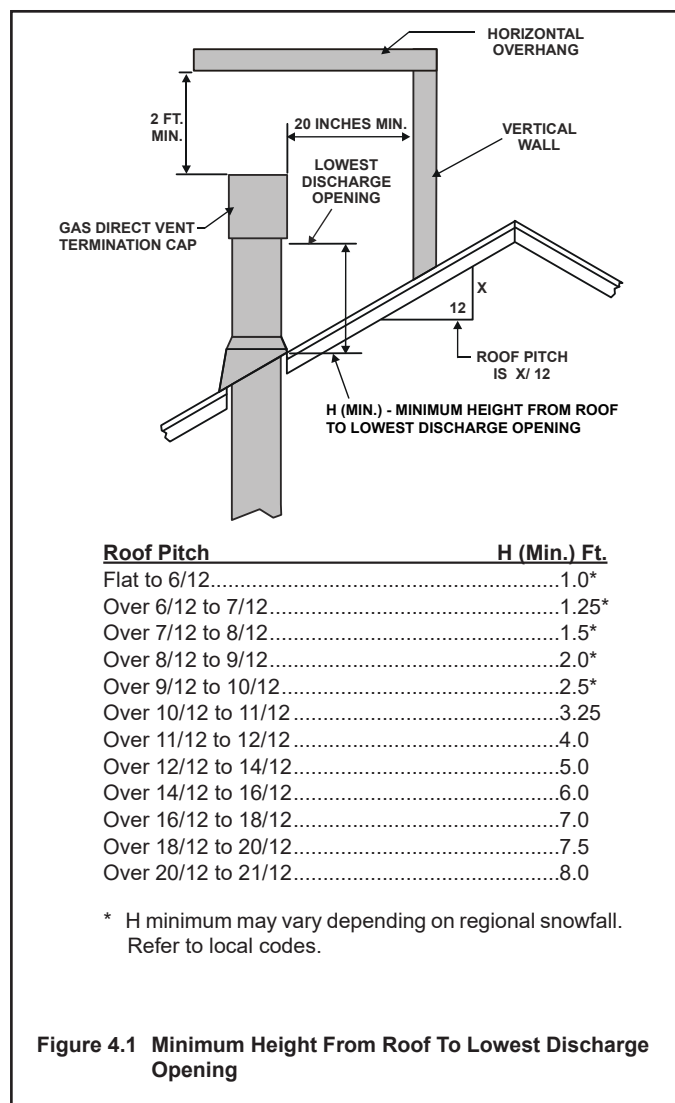 HORIZONTAL
OVERHANG
2 FT.
MIN.
20 INCHES MIN.
VERTICAL
WALL
LOWEST
DISCHARGE
OPENING
GAS DIRECT VENT
TERMINATION CAP
X
12
ROOF PITCH
IS X/ 12
H (MIN.) - MINIMUM HEIGHT FROM ROOF
TO LOWEST DISCHARGE OPENING
Roof Pitch H (Min.) Ft.
Flat to 6/12..........................................................1.0*
Over 6/12 to 7/12................................................1.25*
Over 7/12 to 8/12................................................1.5*
Over 8/12 to 9/12................................................2.0*
Over 9/12 to 10/12..............................................2.5*
Over 10/12 to 11/12............................................3.25
Over 11/12 to 12/12............................................4.0
Over 12/12 to 14/12............................................5.0
Over 14/12 to 16/12............................................6.0
Over 16/12 to 18/12............................................7.0
Over 18/12 to 20/12............................................7.5
Over 20/12 to 21/12............................................8.0
* H minimum may vary depending on regional snowfall.
Refer to local codes.
Figure 4.1 Minimum Height From Roof To Lowest Discharge
Opening